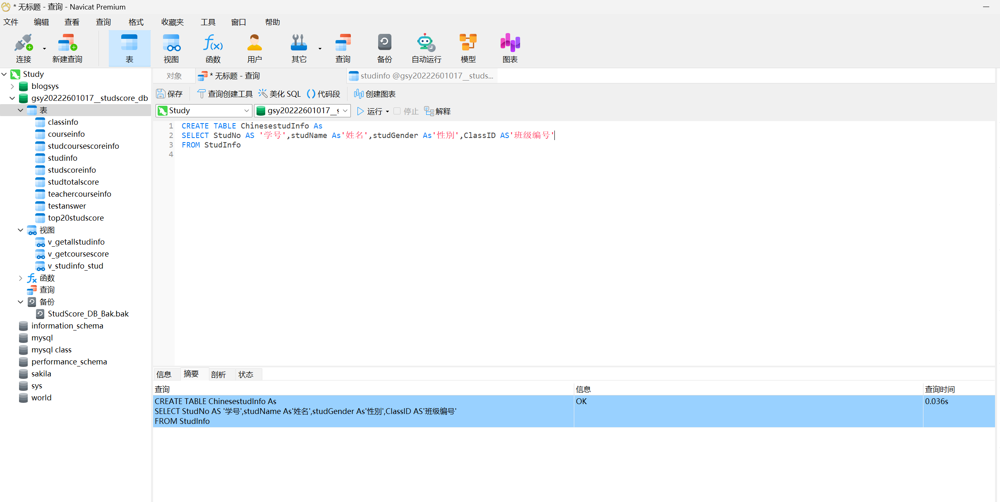 * 无标题 - 查询 - Navicat Premium
文件 编辑 查看 查询 格式 收藏夹 工具 窗口 帮助
连接 新建查询 表 视图 函数 用户 其它 查询 备份 自动运行 模型 图表
Study
blogsys
gsy20222601017__studscore_db
表
classinfo
courseinfo
studcoursescoreinfo
studinfo
studscoreinfo
studtotalscore
teachercourseinfo
testanswer
top20studscore
视图
v_getallstudinfo
v_getcoursescore
v_studinfo_stud
函数
查询
备份
StudScore_DB_Bak.bak
information_schema
mysql
mysql class
performance_schema
sakila
sys
world
对象 * 无标题 - 查询 studinfo @gsy20222601017__studs...
保存 查询创建工具 美化 SQL 代码段 创建图表
Study gsy20222601017__s 运行 停止 解释
1 CREATE TABLE ChinesestudInfo As
2 SELECT StudNo AS '学号',studName As'姓名',studGender As'性别',ClassID AS'班级编号'
3 FROM StudInfo
4
信息 摘要 剖析 状态
查询 信息 查询时间
CREATE TABLE ChinesestudInfo As OK 0.036s
SELECT StudNo AS '学号',studName As'姓名',studGender As'性别',ClassID AS'班级编号'
FROM StudInfo